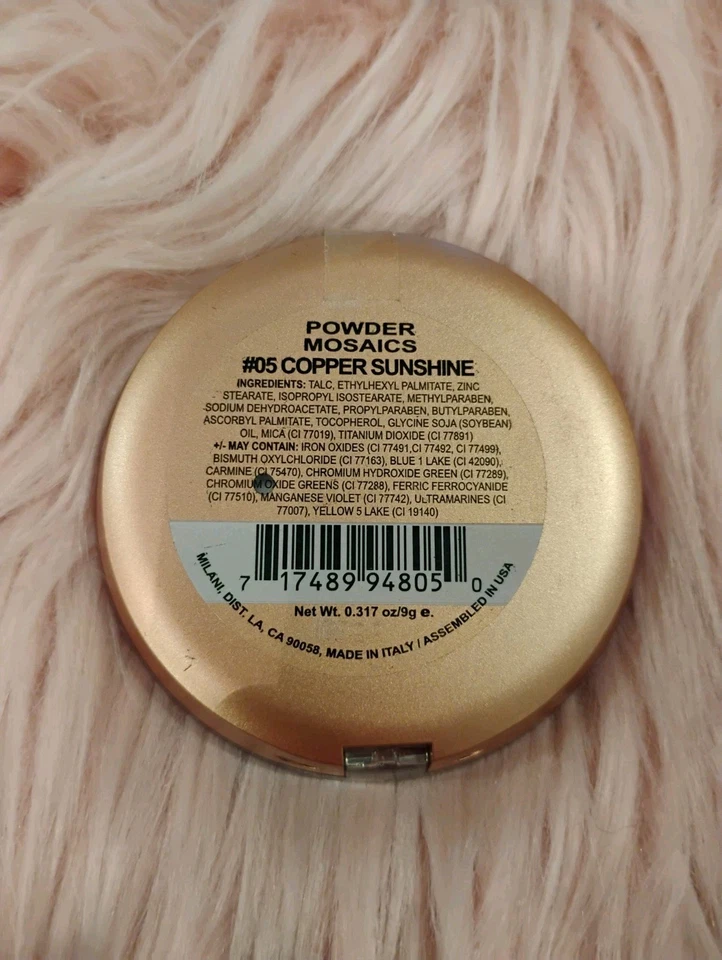 POWDER
MOSAICS
#05 COPPER SUNSHINE
INGREDIENTS: TALC, ETHYLHEXYL PALMITATE, ZINC
STEARATE, ISOPROPYL ISOSTEARATE, METHYLPARABEN,
SODIUM DEHYDROACETATE, PROPYLPARABEN, BUTYLPARABEN,
ASCORBYL PALMITATE, TOCOPHEROL, GLYCINE SOJA (SOYBEAN)
OIL, MICA (CI 77019), TITANIUM DIOXIDE (CI 77891)
+/- MAY CONTAIN: IRON OXIDES (CI 77491,CI 77492, CI 77499),
BISMUTH OXYLCHLORIDE (CI 77163), BLUE 1 LAKE (CI 42090),
CARMINE (CI 75470), CHROMIUM HYDROXIDE GREEN (CI 77289),
CHROMIUM OXIDE GREENS (CI 77288), FERRIC FERROCYANIDE
(CI 77510), MANGANESE VIOLET (CI 77742), ULTRAMARINES (CI
77007), YELLOW 5 LAKE (CI 19140)
7 17489 94805 0
Net Wt. 0.317 oz/9g e.
MILANI, DIST. LA, CA 90058, MADE IN ITALY / ASSEMBLED IN USA